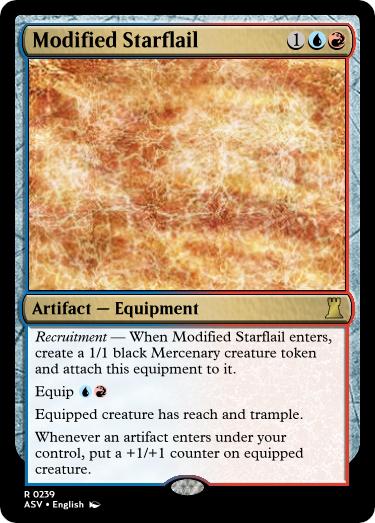 Modified Starflail 1
Artifact — Equipment
Recruitment — When Modified Starflail enters,
create a 1/1 black Mercenary creature token
and attach this equipment to it.
Equip
Equipped creature has reach and trample.
Whenever an artifact enters under your
control, put a +1/+1 counter on equipped
creature.
R 0239
ASV • English